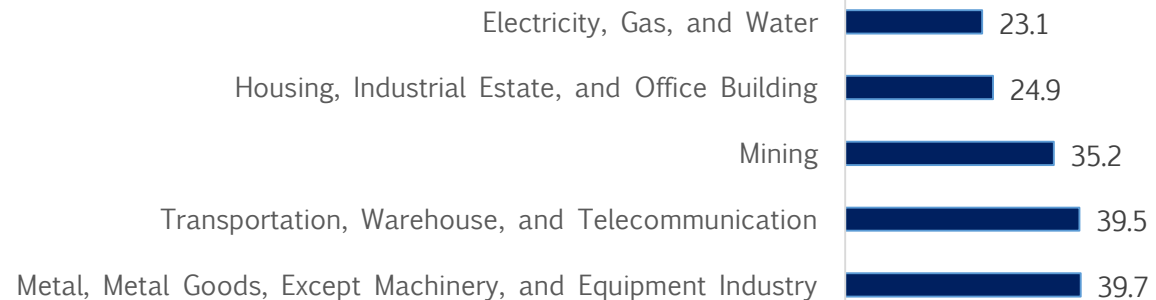 Electricity, Gas, and Water 23.1
Housing, Industrial Estate, and Office Building 24.9
Mining 35.2
Transportation, Warehouse, and Telecommunication 39.5
Metal, Metal Goods, Except Machinery, and Equipment Industry 39.7